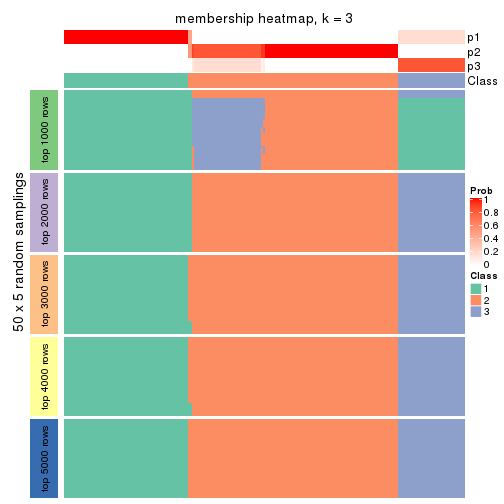 membership heatmap, k = 3
p1
p2
p3
Class
50 x 5 random samplings
top 1000 rows
top 2000 rows
top 3000 rows
top 4000 rows
top 5000 rows
Prob
1
0.8
0.6
0.4
0.2
0
Class
1
2
3